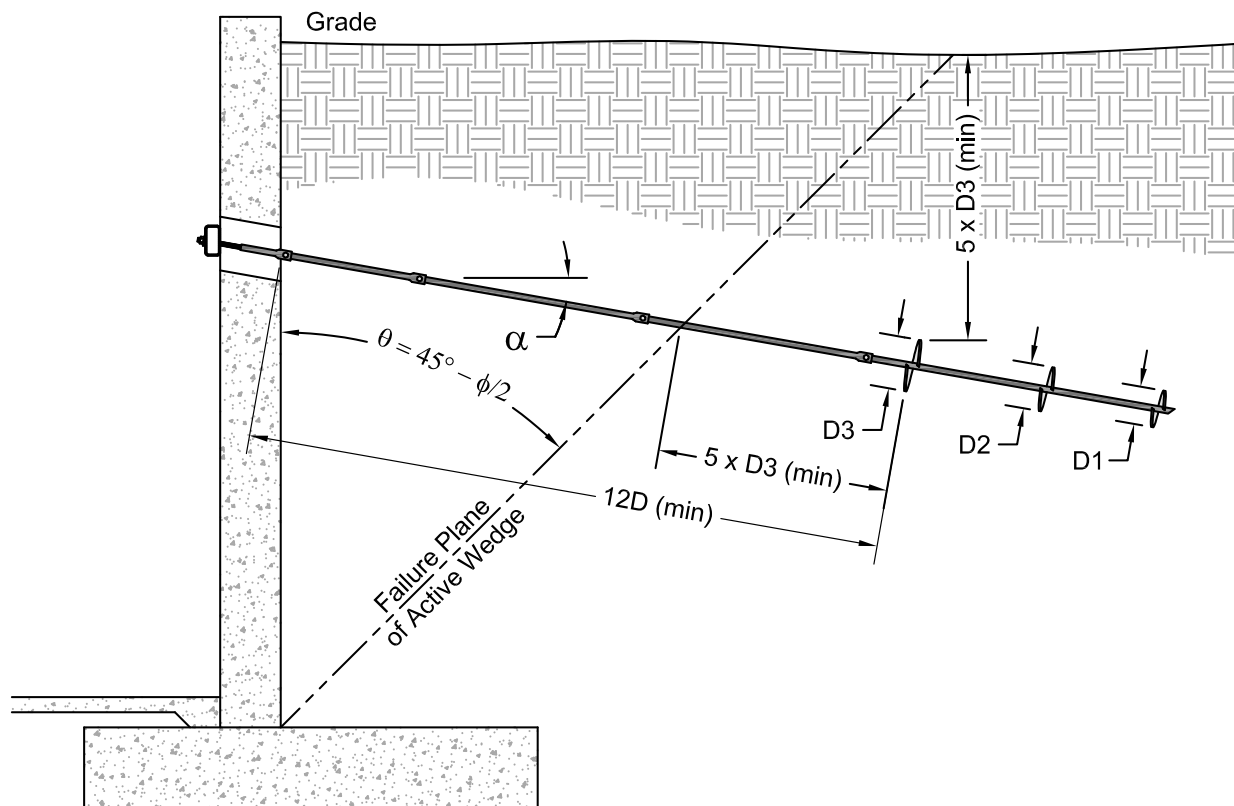 Grade
5 x D3 (min)
α
θ = 45° – ϕ/2
D3
D2
D1
5 x D3 (min)
12D (min)
Failure Plane
of Active Wedge